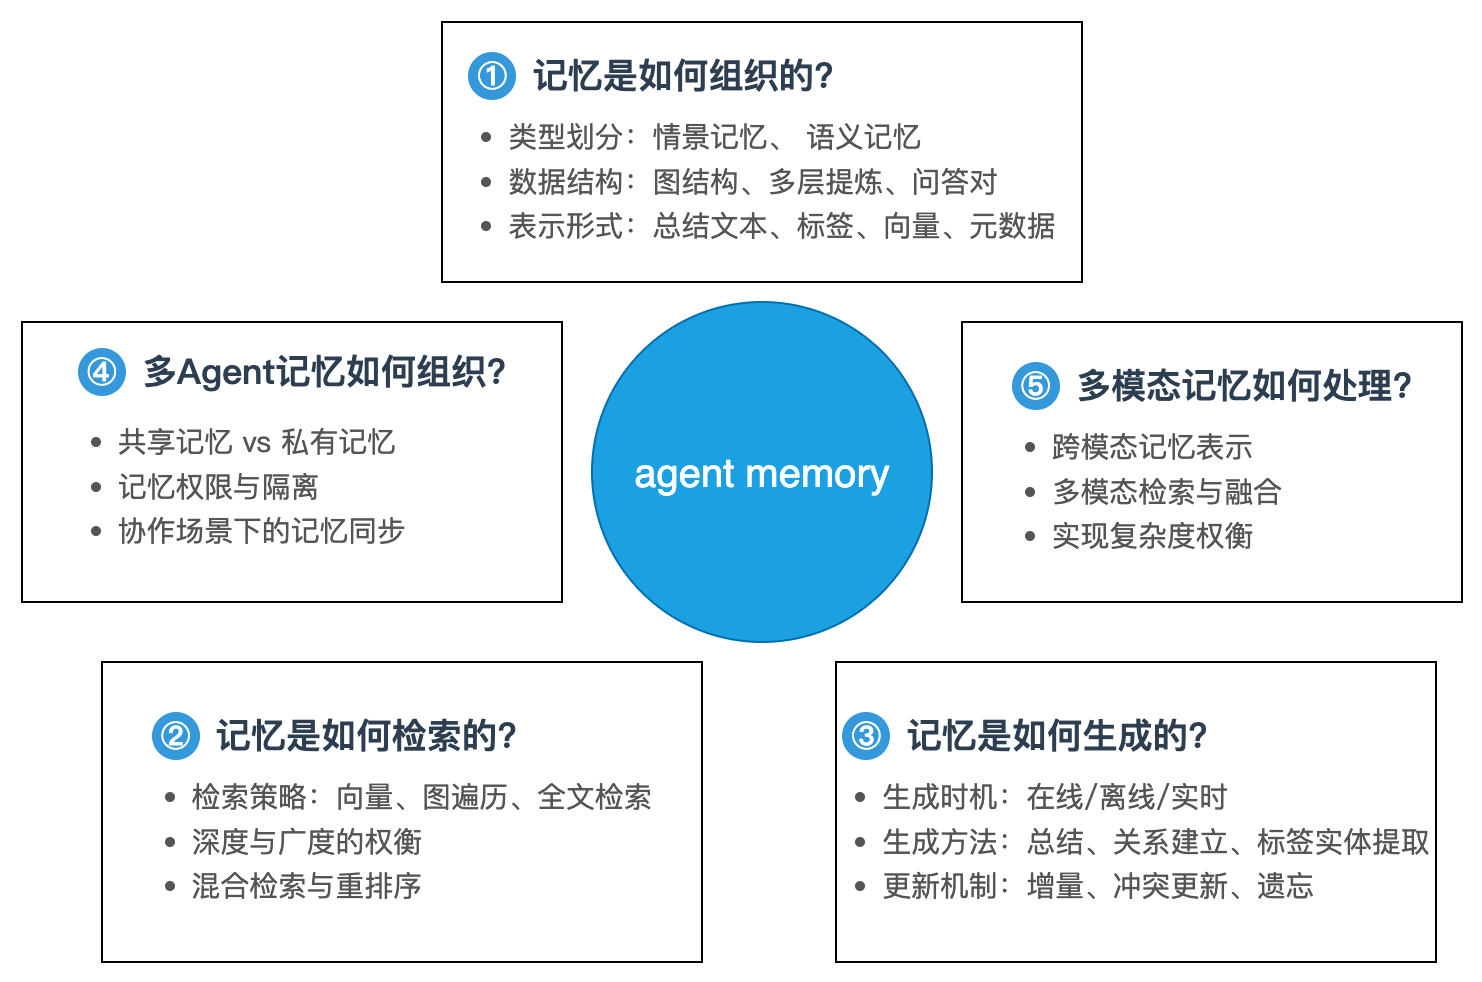 ① 记忆是如何组织的?
• 类型划分：情景记忆、 语义记忆
• 数据结构：图结构、多层提炼、问答对
• 表示形式：总结文本、标签、向量、元数据
④ 多Agent记忆如何组织?
• 共享记忆 vs 私有记忆
• 记忆权限与隔离
• 协作场景下的记忆同步
agent memory
⑤ 多模态记忆如何处理?
• 跨模态记忆表示
• 多模态检索与融合
• 实现复杂度权衡
② 记忆是如何检索的?
• 检索策略：向量、图遍历、全文检索
• 深度与广度的权衡
• 混合检索与重排序
③ 记忆是如何生成的?
• 生成时机：在线/离线/实时
• 生成方法：总结、关系建立、标签实体提取
• 更新机制：增量、冲突更新、遗忘